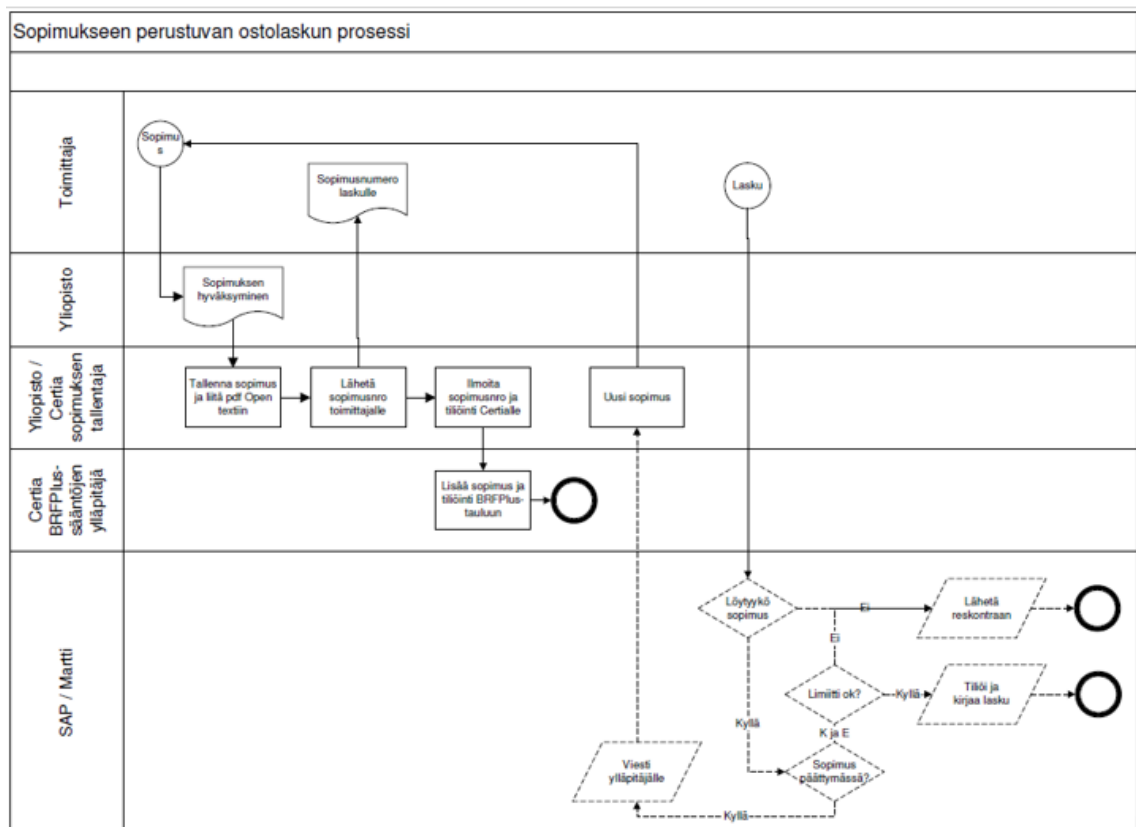 Sopimukseen perustuvan ostolaskun prosessi
Toimittaja
Sopimu
s
Sopimusnumero
laskulle
Lasku
Yliopisto
Sopimuksen
hyväksyminen
Yliopisto /
Certia
sopimuksen
tallentaja
Tallenna sopimus
ja liitä pdf Open
textiin
Lähetä
sopimusnro
toimittajalle
Ilmoita
sopimusnro ja
tiliöinti Certialle
Uusi sopimus
Certia
BRFPlus-
sääntöjen
ylläpitäjä
Lisää sopimus ja
tiliöinti BRFPlus-
tauluun
SAP / Martti
Löytyykö
sopimus
Ei
Lähetä
reskontraan
Ei
Limiitti ok?
Kyllä
Tiliöi ja
kirjaa lasku
Kyllä
K ja E
Viesti
ylläpitäjälle
Sopimus
päättymässä?
Kyllä